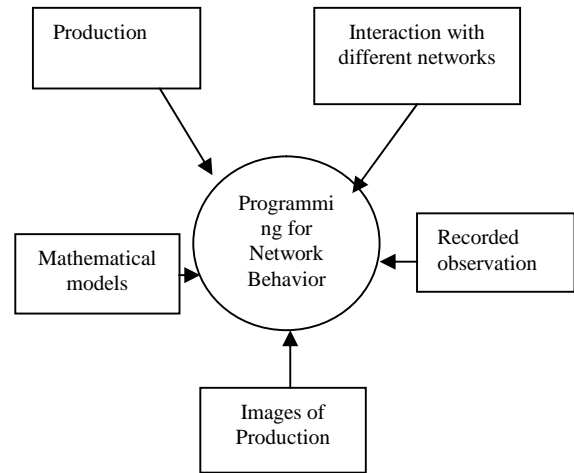 Production
Interaction with
different networks
Programmi
ng for
Network
Behavior
Mathematical
models
Recorded
observation
Images of
Production